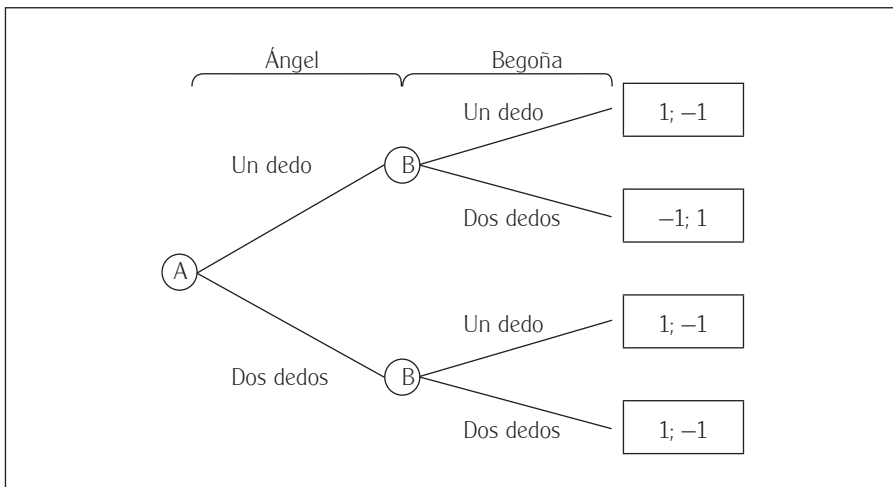 Ángel Begoña
Un dedo 1; –1
Un dedo B
Dos dedos –1; 1
A
Un dedo 1; –1
Dos dedos B
Dos dedos 1; –1